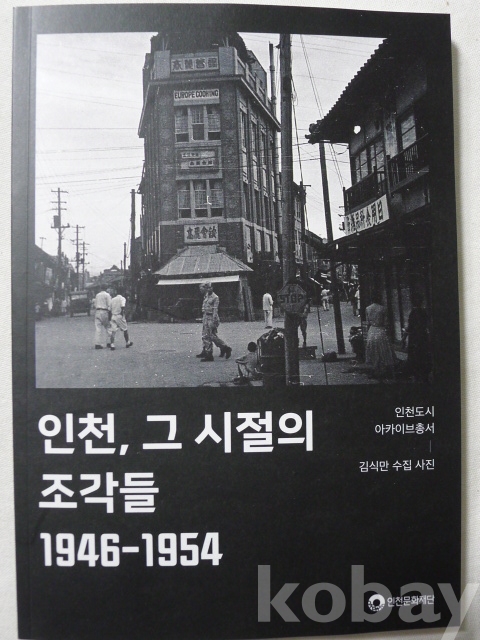 EUROPE COOKING
STOP
인천, 그 시절의
조각들
1946-1954
인천도시
아카이브총서
김식만 수집 사진
인천문화재단
kobay